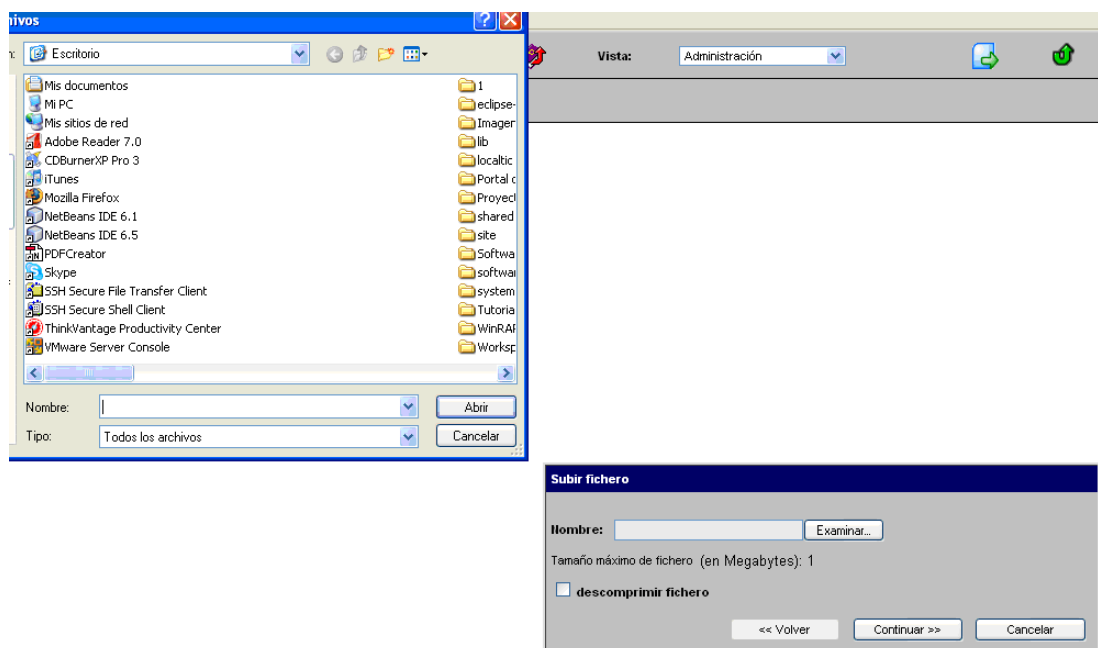 ivos
Escritorio
Vista: Administración
Mis documentos
Mi PC
Mis sitios de red
Adobe Reader 7.0
CDBurnerXP Pro 3
iTunes
Mozilla Firefox
NetBeans IDE 6.1
NetBeans IDE 6.5
PDFCreator
Skype
SSH Secure File Transfer Client
SSH Secure Shell Client
ThinkVantage Productivity Center
VMware Server Console
1
eclipse-
Imagen
lib
localtic
Portal
Proyect
shared
site
Softwa
softwar
system
Tutoria
WinRAR
Worksp
Nombre:
Abrir
Tipo: Todos los archivos
Cancelar
Subir fichero
Nombre: Examinar...
Tamaño máximo de fichero (en Megabytes): 1
descomprimir fichero
<< Volver Continuar >> Cancelar